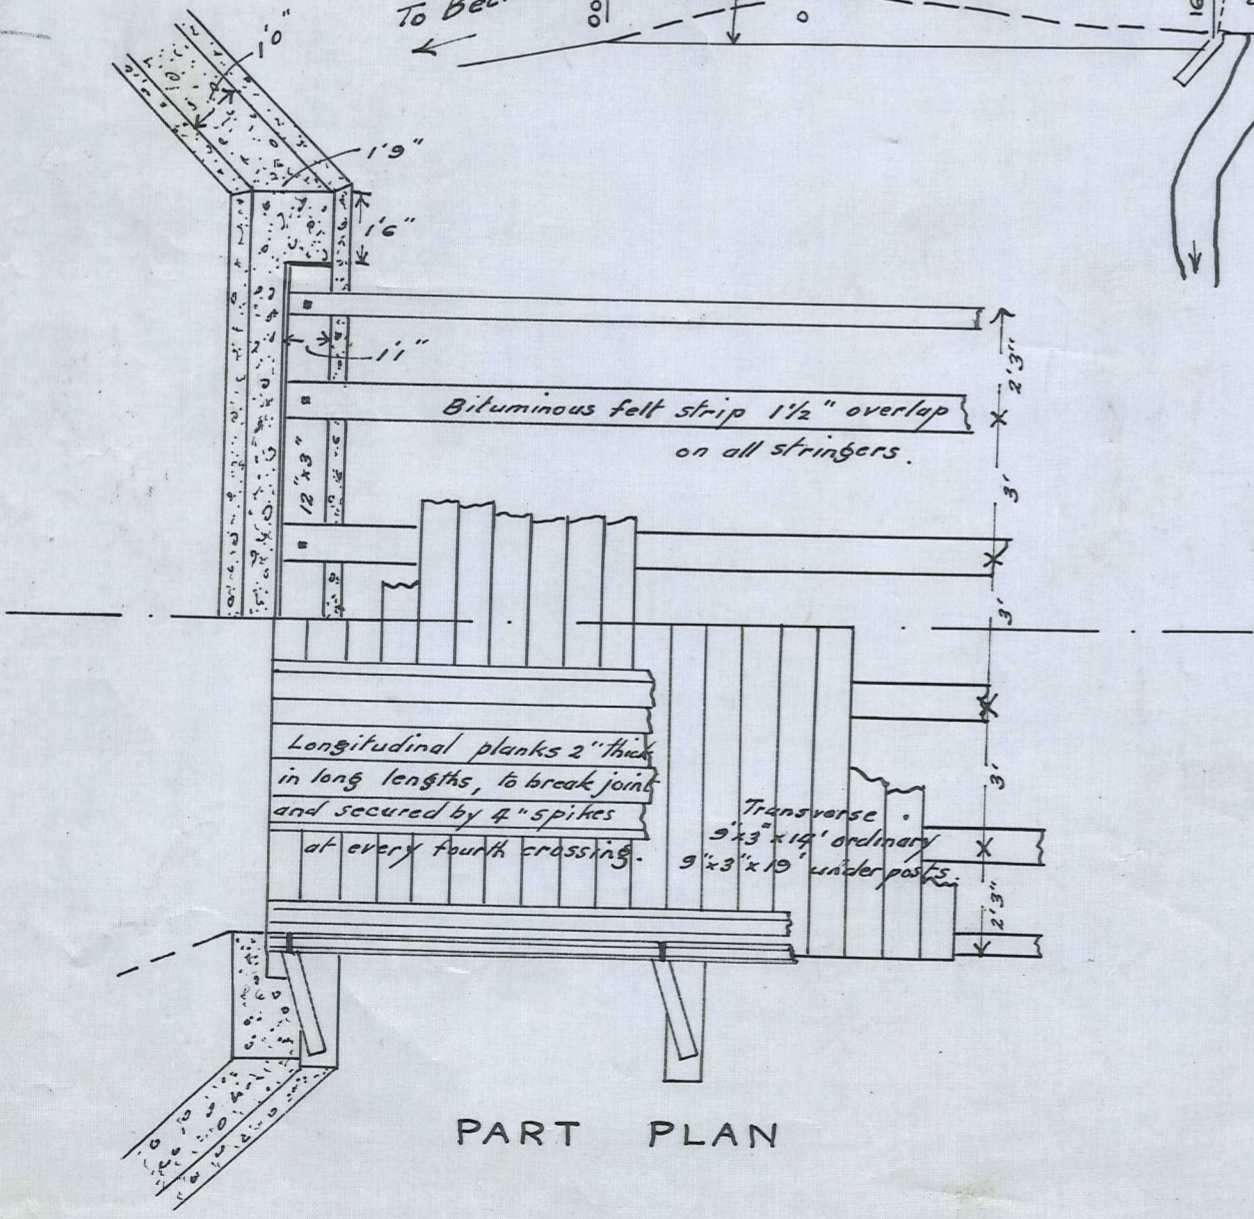 To Bec
00
16
1'0"
1'9"
1'6"
1'1"
2'3"
Bituminous felt strip 1½" overlap
on all stringers.
12"x3"
3'
3'
Longitudinal planks 2" thick
in long lengths, to break joint
and secured by 4" spikes
at every fourth crossing.
3'
Transverse
9"x3"x14' ordinary
9"x3"x19' under posts.
2'3"
PART PLAN